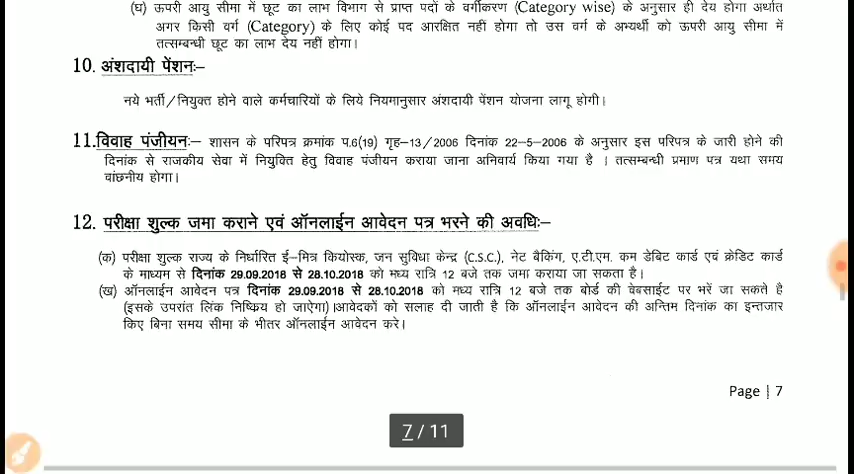 (घ) ऊपरी आयु सीमा में छूट का लाभ विभाग से प्राप्त पदों के वर्गीकरण (Category wise) के अनुसार ही देय होगा अर्थात
अगर किसी वर्ग (Category) के लिए कोई पद आरक्षित नहीं होगा तो उस वर्ग के अभ्यर्थी को ऊपरी आयु सीमा में
तत्सम्बन्धी छूट का लाभ देय नहीं होगा।
10. अंशदायी पेंशनः–
नये भर्ती/नियुक्त होने वाले कर्मचारियों के लिये नियमानुसार अंशदायी पेंशन योजना लागू होगी।
11.विवाह पंजीयनः– शासन के परिपत्र क्रमांक प.6(19) गृह–13/2006 दिनांक 22–5–2006 के अनुसार इस परिपत्र के जारी होने की
दिनांक से राजकीय सेवा में नियुक्ति हेतु विवाह पंजीयन कराया जाना अनिवार्य किया गया है । तत्सम्बन्धी प्रमाण पत्र यथा समय
वांछनीय होगा।
12. परीक्षा शुल्क जमा कराने एवं ऑनलाईन आवेदन पत्र भरने की अवधिः–
(क) परीक्षा शुल्क राज्य के निर्धारित ई–मित्र कियोस्क, जन सुविधा केन्द्र (C.S.C.), नेट बैकिंग, ए.टी.एम. कम डेबिट कार्ड एवं क्रेडिट कार्ड
के माध्यम से दिनांक 29.09.2018 से 28.10.2018 को मध्य रात्रि 12 बजे तक जमा कराया जा सकता है।
(ख) ऑनलाईन आवेदन पत्र दिनांक 29.09.2018 से 28.10.2018 को मध्य रात्रि 12 बजे तक बोर्ड की वेबसाईट पर भरें जा सकते है
(इसके उपरांत लिंक निष्क्रिय हो जाऐगा)।आवेदकों को सलाह दी जाती है कि ऑनलाईन आवेदन की अन्तिम दिनांक का इन्तजार
किए बिना समय सीमा के भीतर ऑनलाईन आवेदन करे।
Page | 7
7 / 11